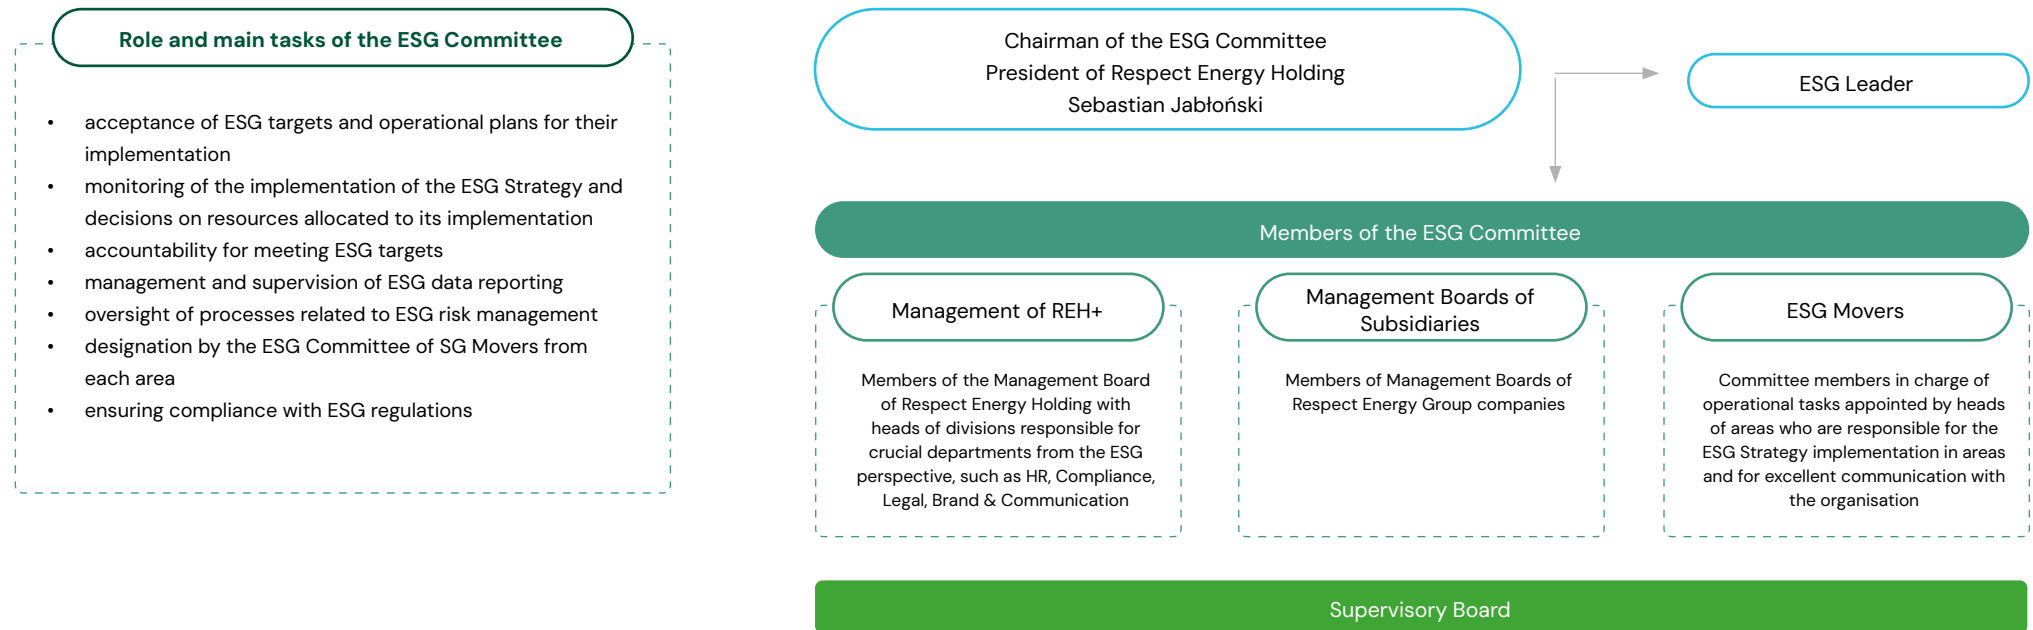 Role and main tasks of the ESG Committee
• acceptance of ESG targets and operational plans for their
implementation
• monitoring of the implementation of the ESG Strategy and
decisions on resources allocated to its implementation
• accountability for meeting ESG targets
• management and supervision of ESG data reporting
• oversight of processes related to ESG risk management
• designation by the ESG Committee of SG Movers from
each area
• ensuring compliance with ESG regulations
Chairman of the ESG Committee
President of Respect Energy Holding
Sebastian Jabłoński
ESG Leader
Members of the ESG Committee
Management of REH+
Members of the Management Board
of Respect Energy Holding with
heads of divisions responsible for
crucial departments from the ESG
perspective, such as HR, Compliance,
Legal, Brand & Communication
Management Boards of
Subsidiaries
Members of Management Boards of
Respect Energy Group companies
ESG Movers
Committee members in charge of
operational tasks appointed by heads
of areas who are responsible for the
ESG Strategy implementation in areas
and for excellent communication with
the organisation
Supervisory Board